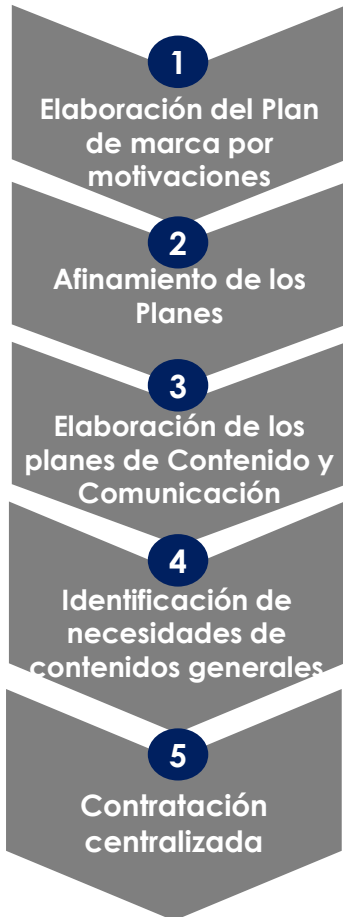 1
Elaboración del Plan
de marca por
motivaciones
2
Afinamiento de los
Planes
3
Elaboración de los
planes de Contenido y
Comunicación
4
Identificación de
necesidades de
contenidos generales
5
Contratación
centralizada